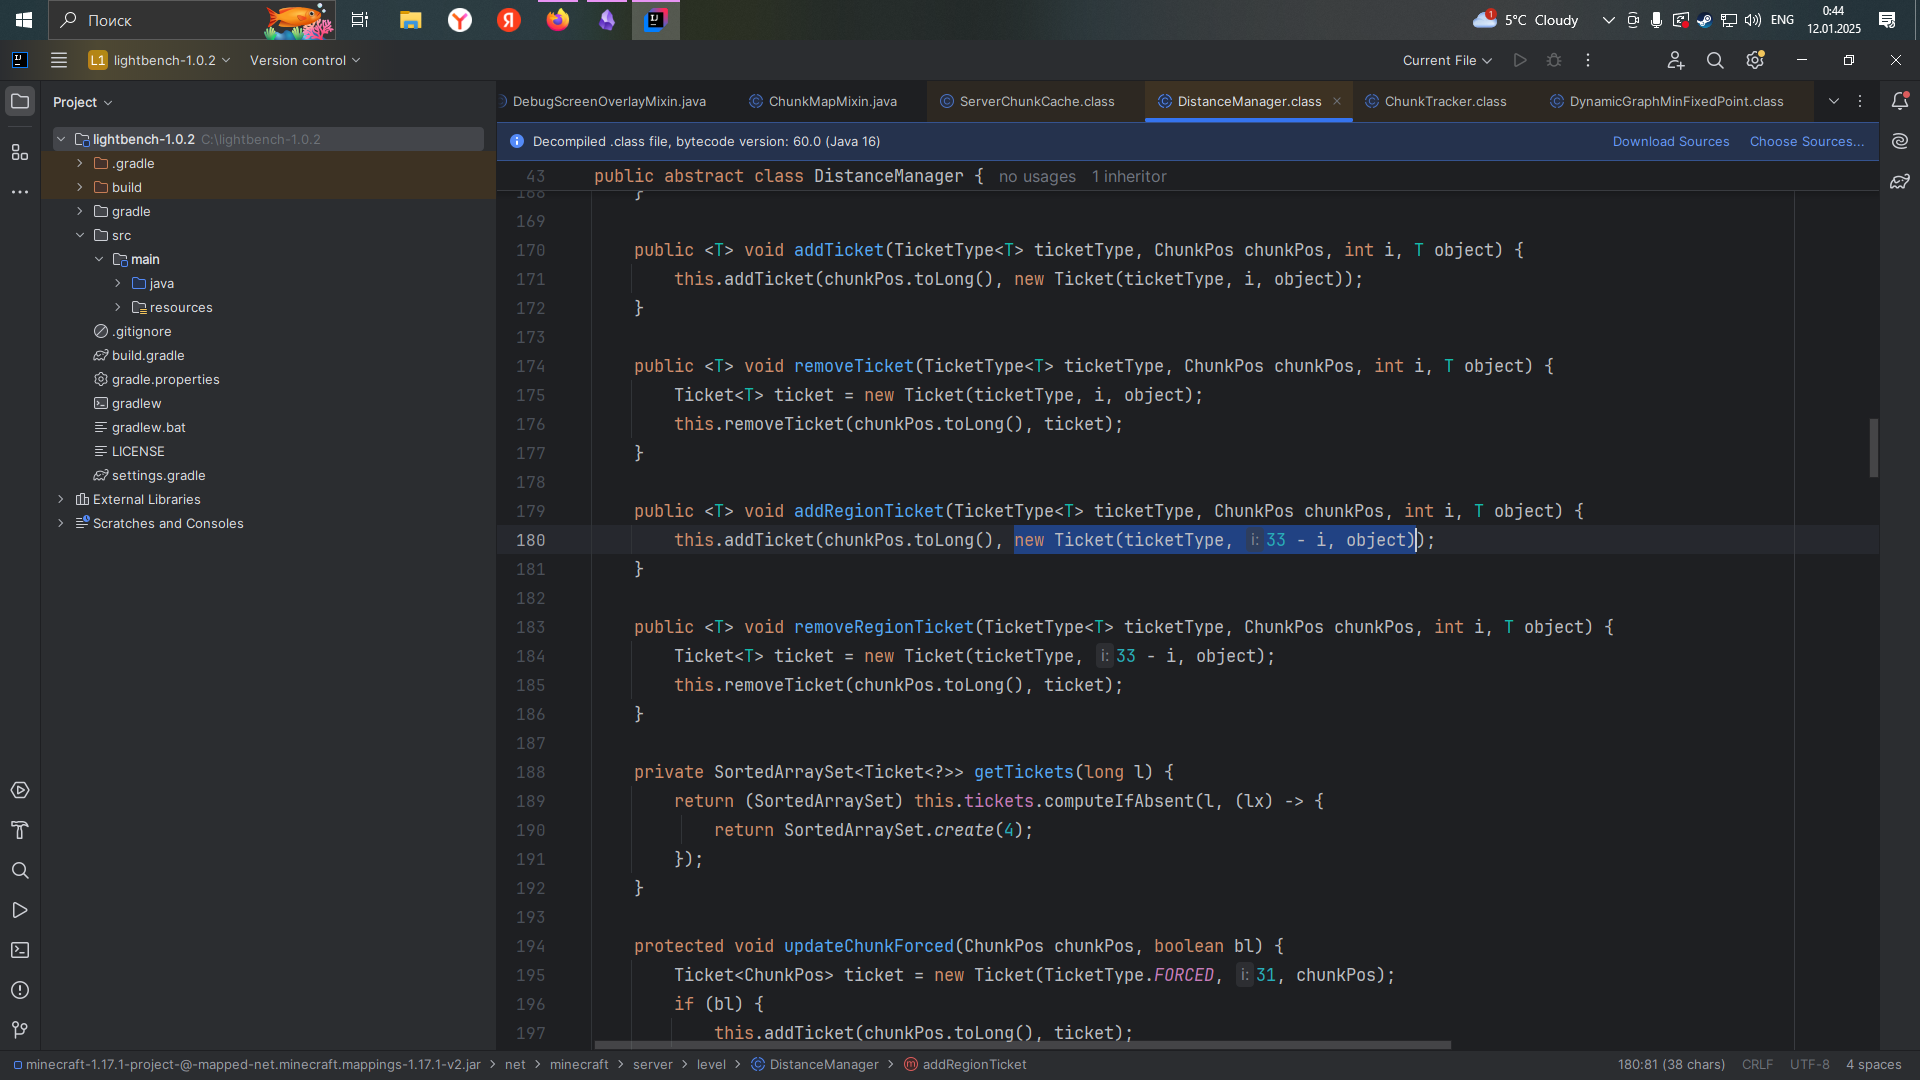 Поиск
5°C Cloudy
ENG
0:44
12.01.2025
L1 lightbench-1.0.2
Version control
Current File
Project
DebugScreenOverlayMixin.java
ChunkMapMixin.java
ServerChunkCache.class
DistanceManager.class
ChunkTracker.class
DynamicGraphMinFixedPoint.class
lightbench-1.0.2 C:\lightbench-1.0.2
.gradle
build
gradle
src
main
java
resources
.gitignore
build.gradle
gradle.properties
gradlew
gradlew.bat
LICENSE
settings.gradle
External Libraries
Scratches and Consoles
Decompiled .class file, bytecode version: 60.0 (Java 16)
Download Sources
Choose Sources...
43 public abstract class DistanceManager { no usages 1 inheritor
168 }
169
170 public <T> void addTicket(TicketType<T> ticketType, ChunkPos chunkPos, int i, T object) {
171 this.addTicket(chunkPos.toLong(), new Ticket(ticketType, i, object));
172 }
173
174 public <T> void removeTicket(TicketType<T> ticketType, ChunkPos chunkPos, int i, T object) {
175 Ticket<T> ticket = new Ticket(ticketType, i, object);
176 this.removeTicket(chunkPos.toLong(), ticket);
177 }
178
179 public <T> void addRegionTicket(TicketType<T> ticketType, ChunkPos chunkPos, int i, T object) {
180 this.addTicket(chunkPos.toLong(), new Ticket(ticketType, i: 33 - i, object));
181 }
182
183 public <T> void removeRegionTicket(TicketType<T> ticketType, ChunkPos chunkPos, int i, T object) {
184 Ticket<T> ticket = new Ticket(ticketType, i: 33 - i, object);
185 this.removeTicket(chunkPos.toLong(), ticket);
186 }
187
188 private SortedArraySet<Ticket<?>> getTickets(long l) {
189 return (SortedArraySet) this.tickets.computeIfAbsent(l, (lx) -> {
190 return SortedArraySet.create(4);
191 });
192 }
193
194 protected void updateChunkForced(ChunkPos chunkPos, boolean bl) {
195 Ticket<ChunkPos> ticket = new Ticket(TicketType.FORCED, i: 31, chunkPos);
196 if (bl) {
197 this.addTicket(chunkPos.toLong(), ticket);
minecraft-1.17.1-project-@-mapped-net.minecraft.mappings-1.17.1-v2.jar > net > minecraft > server > level > DistanceManager > addRegionTicket
180:81 (38 chars) CRLF UTF-8 4 spaces